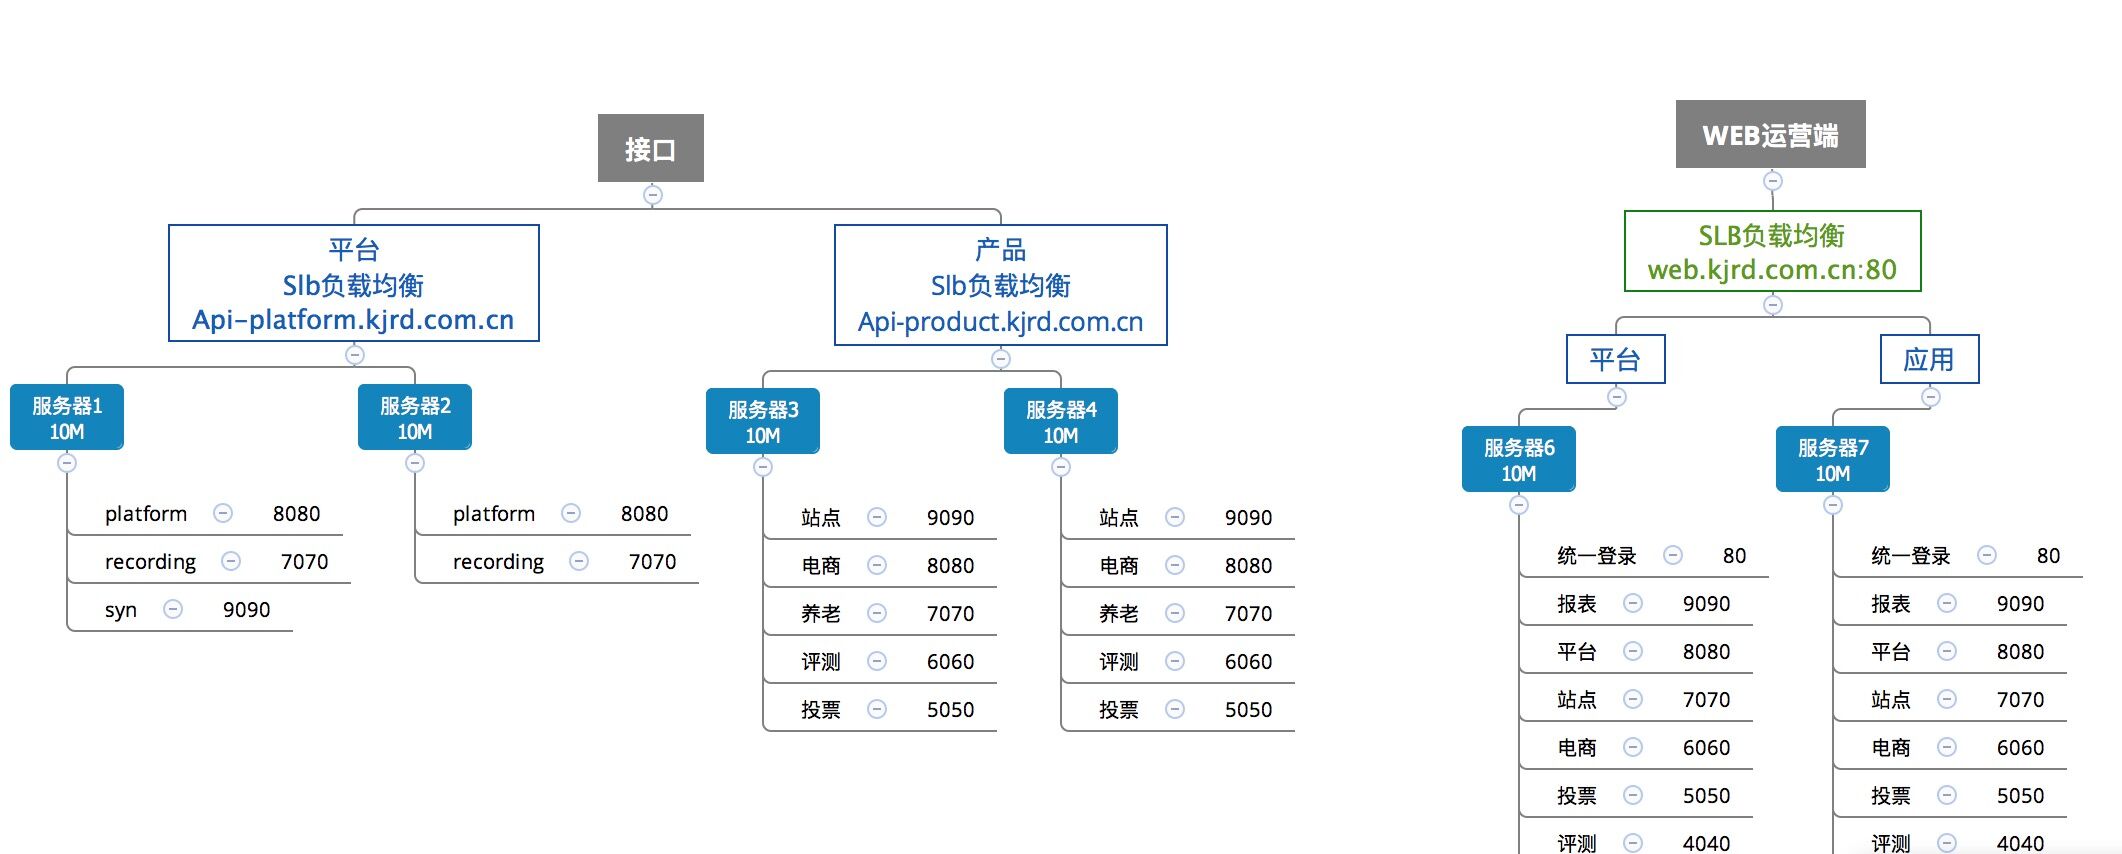 接口
平台
Slb负载均衡
Api-platform.kjrd.com.cn
服务器1
10M
platform 8080
recording 7070
syn 9090
服务器2
10M
platform 8080
recording 7070
产品
Slb负载均衡
Api-product.kjrd.com.cn
服务器3
10M
站点 9090
电商 8080
养老 7070
评测 6060
投票 5050
服务器4
10M
站点 9090
电商 8080
养老 7070
评测 6060
投票 5050
WEB运营端
SLB负载均衡
web.kjrd.com.cn:80
平台
服务器6
10M
统一登录 80
报表 9090
平台 8080
站点 7070
电商 6060
投票 5050
评测 4040
应用
服务器7
10M
统一登录 80
报表 9090
平台 8080
站点 7070
电商 6060
投票 5050
评测 4040